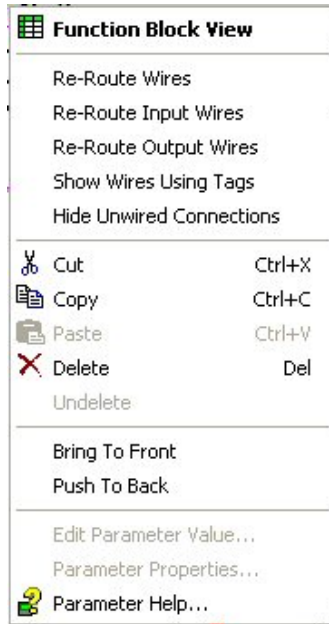 Function Block View
Re-Route Wires
Re-Route Input Wires
Re-Route Output Wires
Show Wires Using Tags
Hide Unwired Connections
Cut Ctrl+X
Copy Ctrl+C
Paste Ctrl+V
Delete Del
Undelete
Bring To Front
Push To Back
Edit Parameter Value...
Parameter Properties...
Parameter Help...